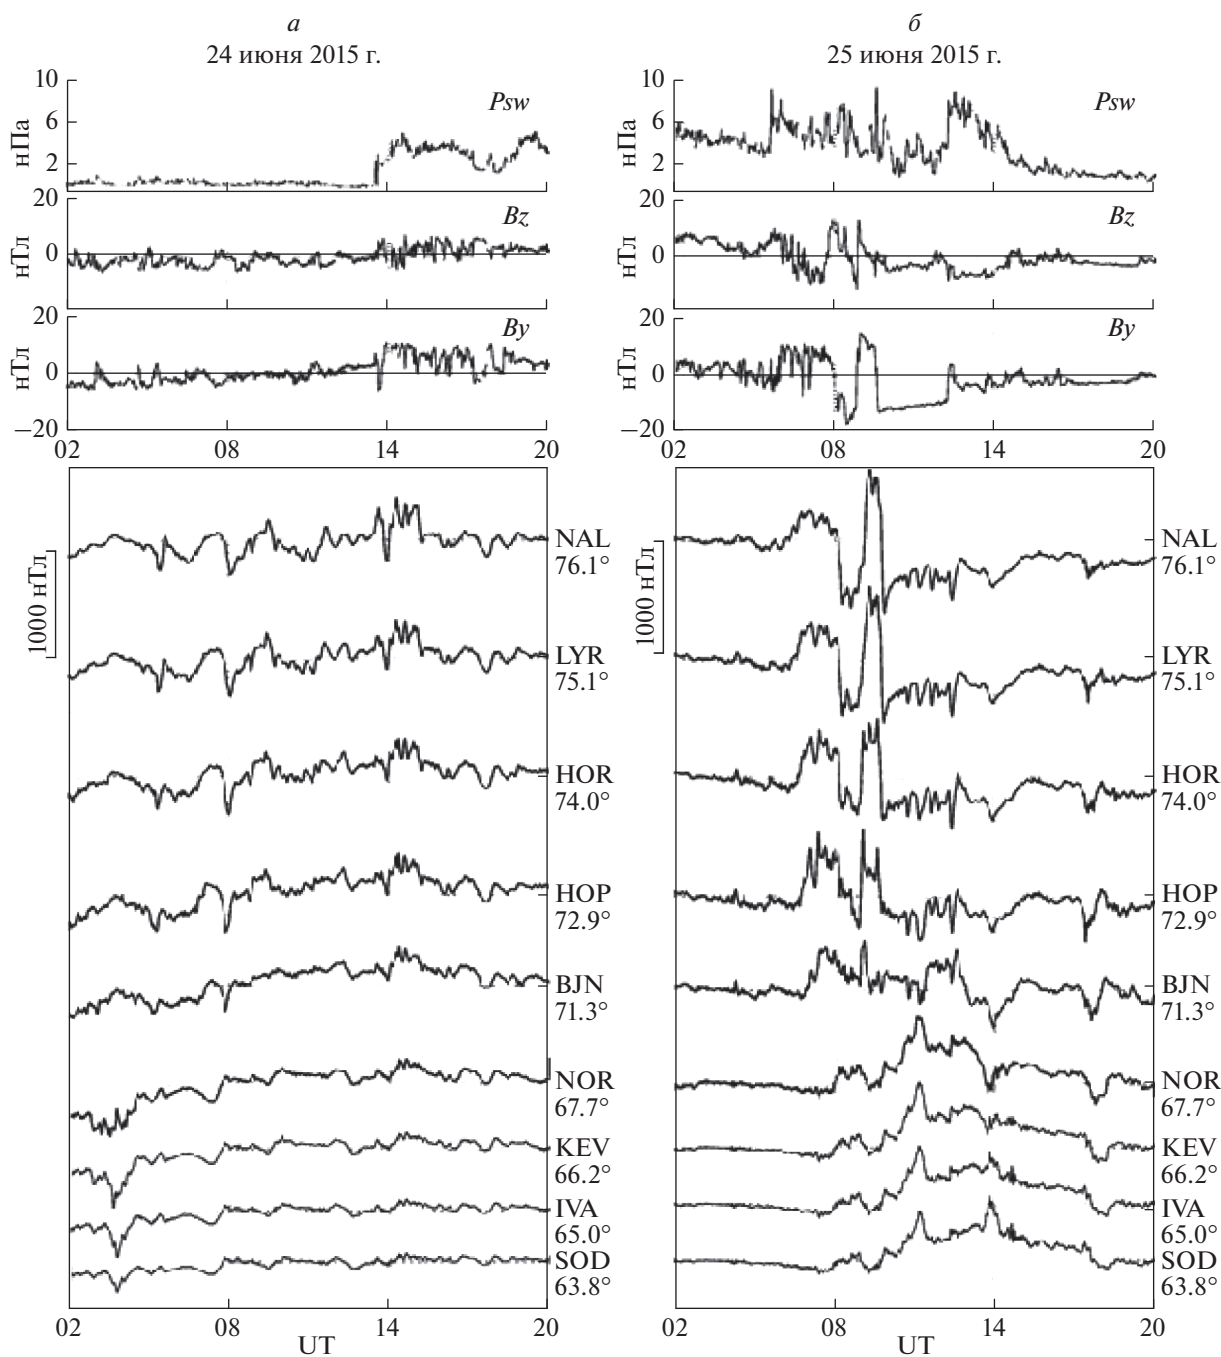 а
24 июня 2015 г.
10
6
2
нПа
Psw
20
0
нТл
Bz
20
0
–20
нТл
By
02
08
14
20
1000 нТл
NAL
76.1°
LYR
75.1°
HOR
74.0°
HOP
72.9°
BJN
71.3°
NOR
67.7°
KEV
66.2°
IVA
65.0°
SOD
63.8°
02
08
14
20
UT
б
25 июня 2015 г.
10
6
2
нПа
Psw
20
0
нТл
Bz
20
0
–20
нТл
By
02
08
14
20
1000 нТл
NAL
76.1°
LYR
75.1°
HOR
74.0°
HOP
72.9°
BJN
71.3°
NOR
67.7°
KEV
66.2°
IVA
65.0°
SOD
63.8°
02
08
14
20
UT